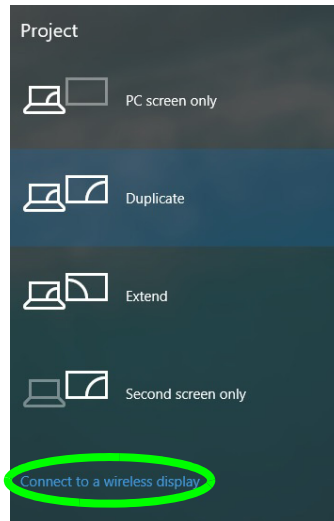 Project
PC screen only
Duplicate
Extend
Second screen only
Connect to a wireless display